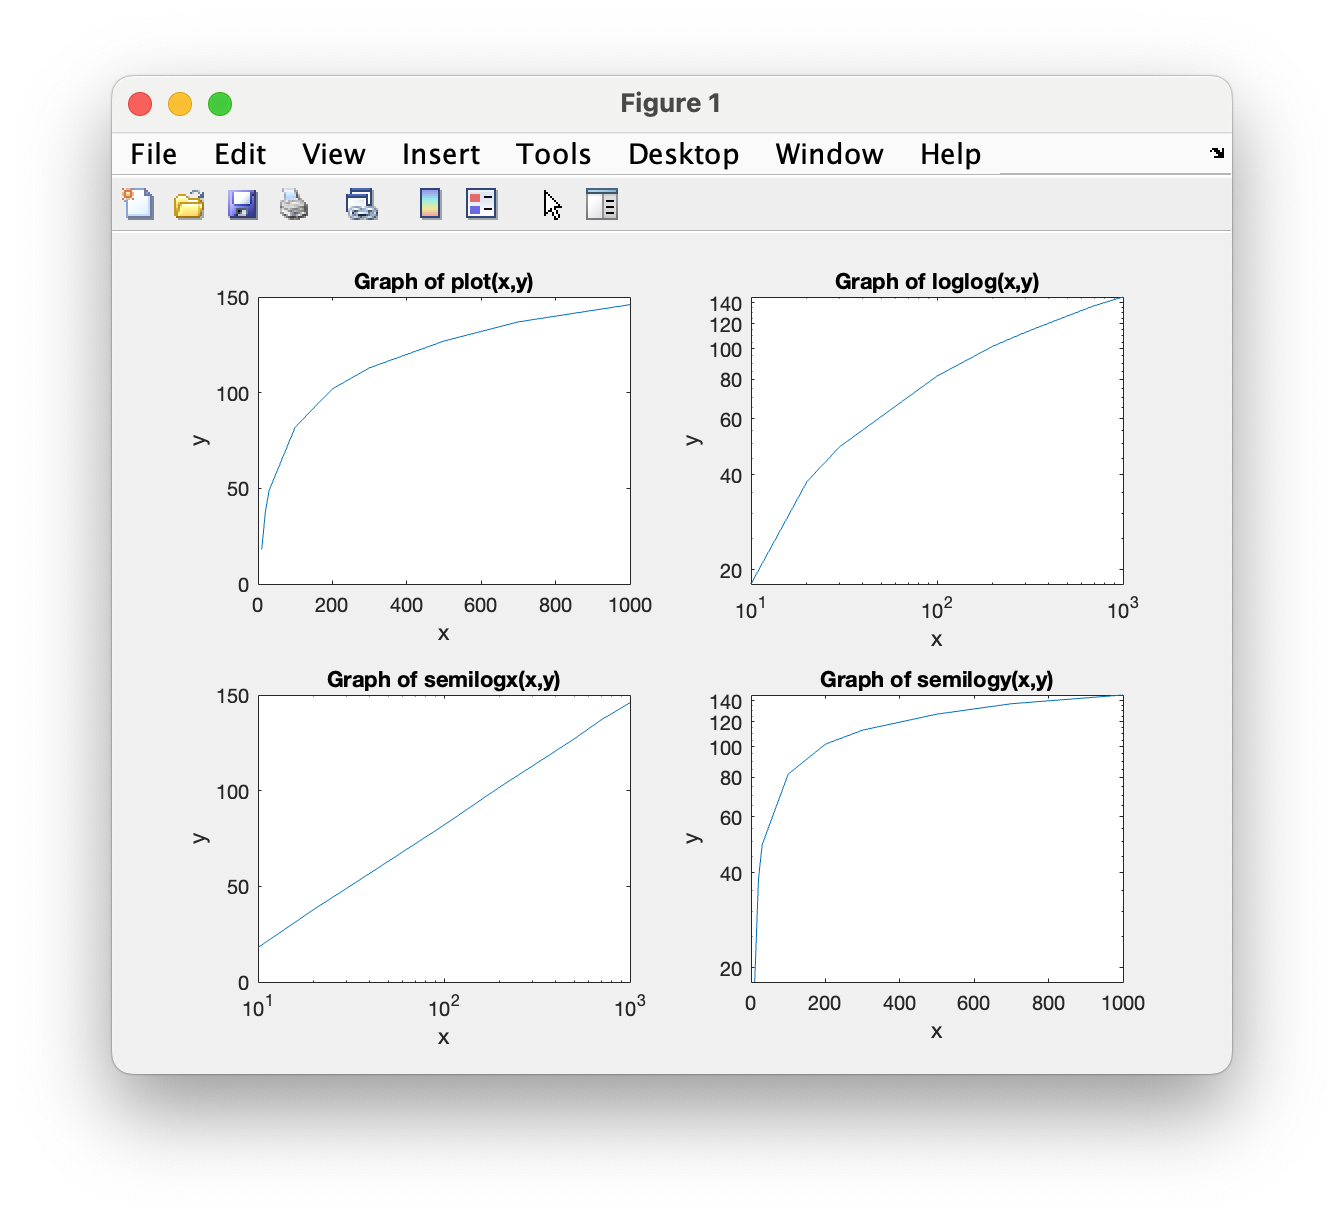 Figure 1
File Edit View Insert Tools Desktop Window Help
Graph of plot(x,y)
150
100
50
0
y
0 200 400 600 800 1000
x
Graph of loglog(x,y)
140
120
100
80
60
40
20
y
10^1 10^2 10^3
x
Graph of semilogx(x,y)
150
100
50
0
y
10^1 10^2 10^3
x
Graph of semilogy(x,y)
140
120
100
80
60
40
20
y
0 200 400 600 800 1000
x